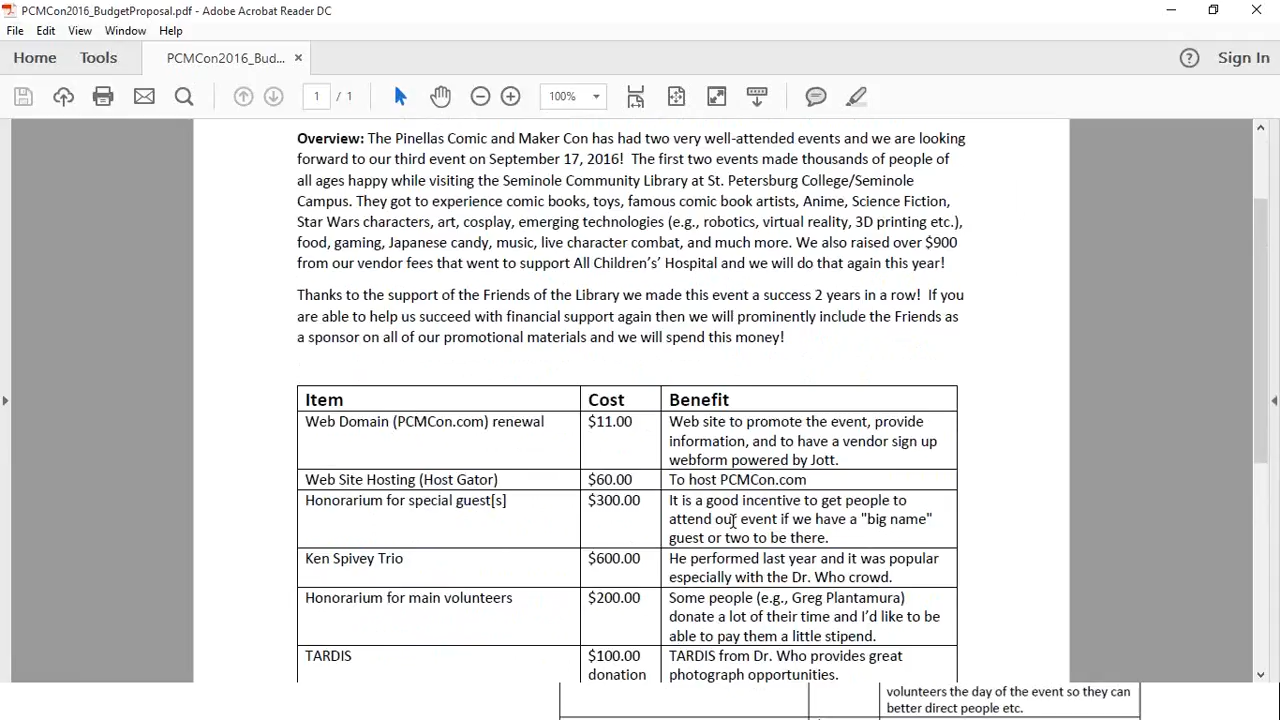 PCMCon2016_BudgetProposal.pdf - Adobe Acrobat Reader DC
File Edit View Window Help
Home Tools PCMCon2016_Bud... ×
Sign In
1 / 1 100%
Overview: The Pinellas Comic and Maker Con has had two very well-attended events and we are looking
forward to our third event on September 17, 2016! The first two events made thousands of people of
all ages happy while visiting the Seminole Community Library at St. Petersburg College/Seminole
Campus. They got to experience comic books, toys, famous comic book artists, Anime, Science Fiction,
Star Wars characters, art, cosplay, emerging technologies (e.g., robotics, virtual reality, 3D printing etc.),
food, gaming, Japanese candy, music, live character combat, and much more. We also raised over $900
from our vendor fees that went to support All Children’s’ Hospital and we will do that again this year!
Thanks to the support of the Friends of the Library we made this event a success 2 years in a row! If you
are able to help us succeed with financial support again then we will prominently include the Friends as
a sponsor on all of our promotional materials and we will spend this money!
Item Cost Benefit
Web Domain (PCMCon.com) renewal $11.00 Web site to promote the event, provide
information, and to have a vendor sign up
webform powered by Jott.
Web Site Hosting (Host Gator) $60.00 To host PCMCon.com
Honorarium for special guest[s] $300.00 It is a good incentive to get people to
attend our event if we have a "big name"
guest or two to be there.
Ken Spivey Trio $600.00 He performed last year and it was popular
especially with the Dr. Who crowd.
Honorarium for main volunteers $200.00 Some people (e.g., Greg Plantamura)
donate a lot of their time and I’d like to be
able to pay them a little stipend.
TARDIS $100.00 TARDIS from Dr. Who provides great
donation photograph opportunities.
volunteers the day of the event so they can
better direct people etc.